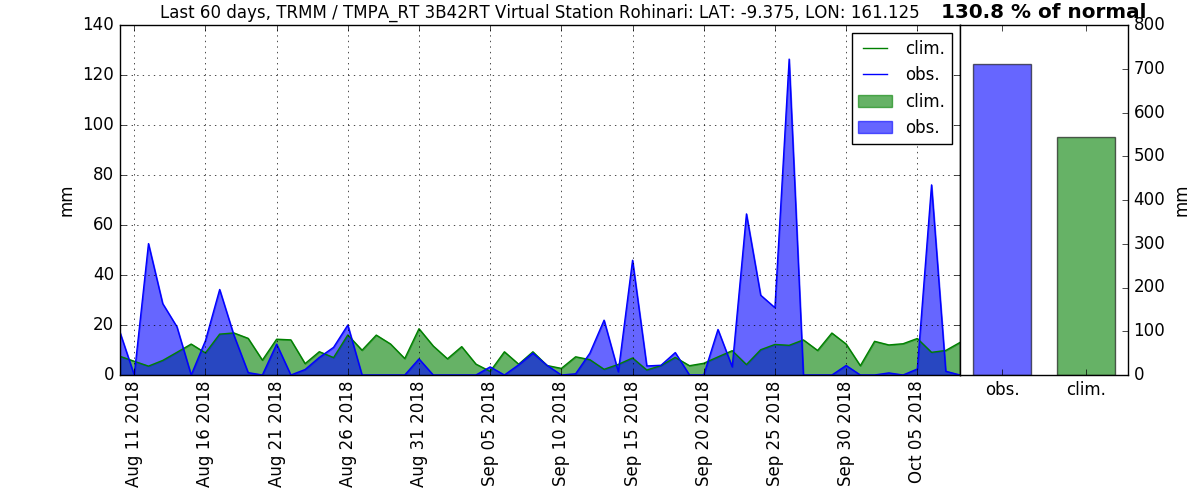 Last 60 days, TRMM / TMPA_RT 3B42RT Virtual Station Rohinari: LAT: -9.375, LON: 161.125
130.8 % of normal
140
120
100
80
60
40
20
0
mm
clim.
obs.
clim.
obs.
800
700
600
500
400
300
200
100
0
mm
Aug 11 2018
Aug 16 2018
Aug 21 2018
Aug 26 2018
Aug 31 2018
Sep 05 2018
Sep 10 2018
Sep 15 2018
Sep 20 2018
Sep 25 2018
Sep 30 2018
Oct 05 2018
obs.
clim.